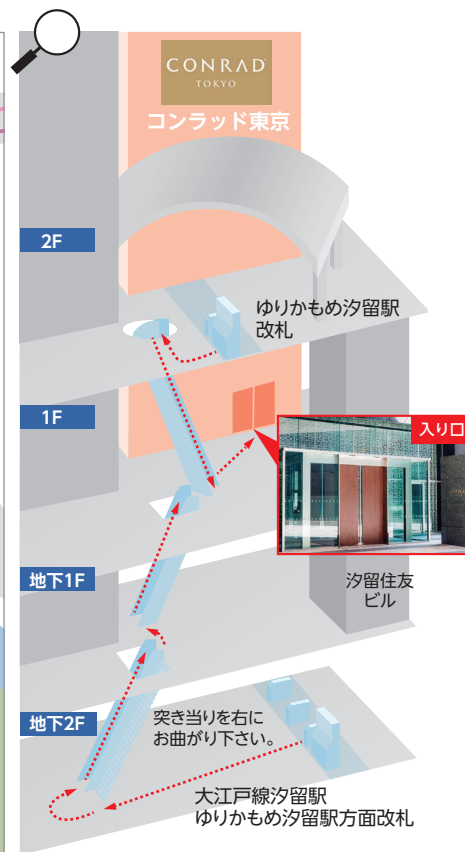 CONRAD
TOKYO
コンラッド東京
2F
ゆりかもめ汐留駅
改札
1F
入り口
地下1F
汐留住友
ビル
地下2F
突き当りを右に
お曲がり下さい。
大江戸線汐留駅
ゆりかもめ汐留駅方面改札